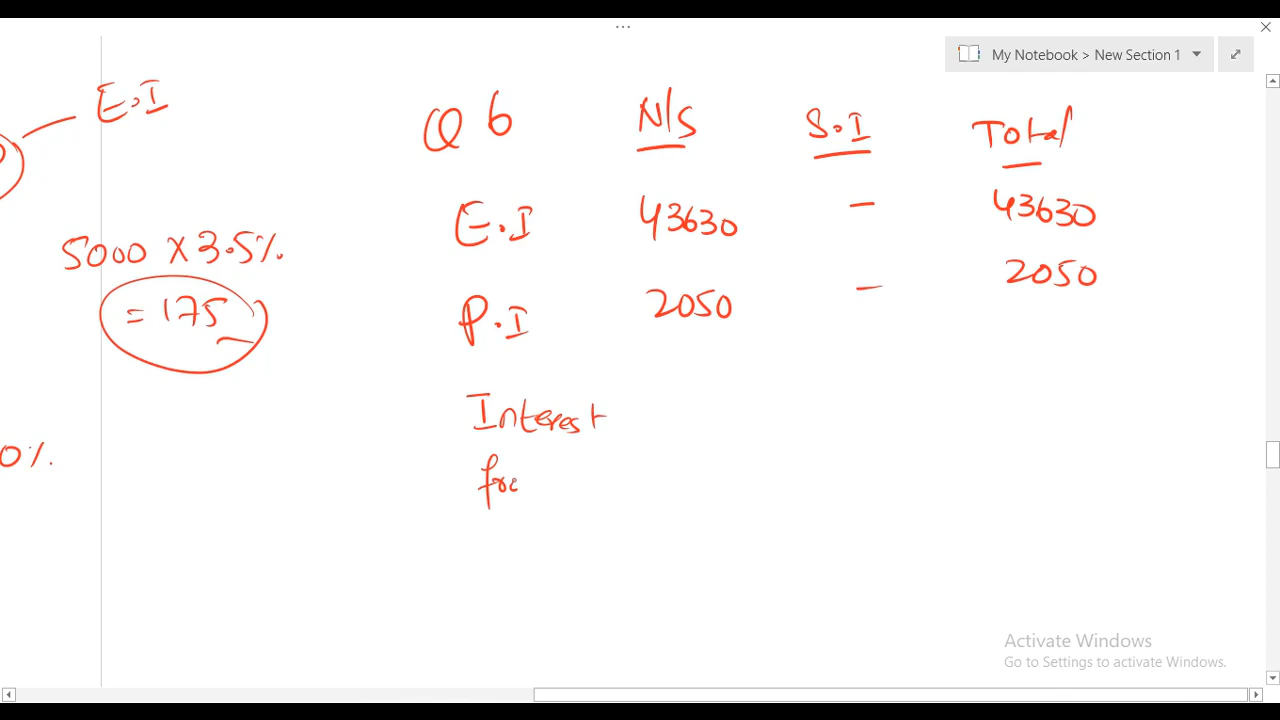 My Notebook > New Section 1
E.I
5000 X 3.5%
= 175
0%.
Q 6 N/S S.I Total
E.I 43630 - 43630
P.I 2050 - 2050
Interest
Activate Windows
Go to Settings to activate Windows.